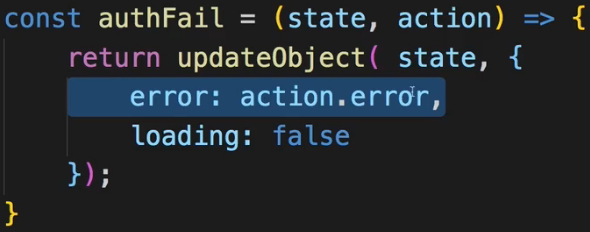 const authFail = (state, action) => {
return updateObject( state, {
error: action.error,
loading: false
});
}